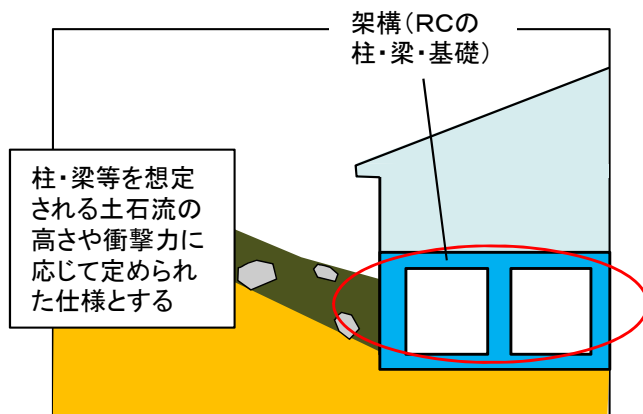 架構(RCの
柱・梁・基礎)
柱・梁等を想定
される土石流の
高さや衝撃力に
応じて定められ
た仕様とする